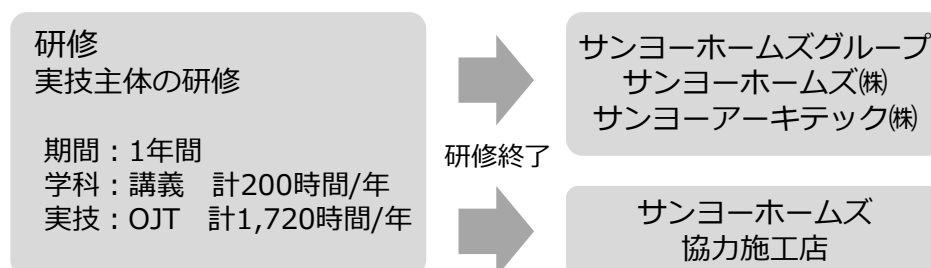 研修
実技主体の研修
期間：1年間
学科：講義　計200時間/年
実技：OJT　計1,720時間/年
研修終了
サンヨーホームズグループ
サンヨーホームズ㈱
サンヨーアーキテック㈱
サンヨーホームズ
協力施工店